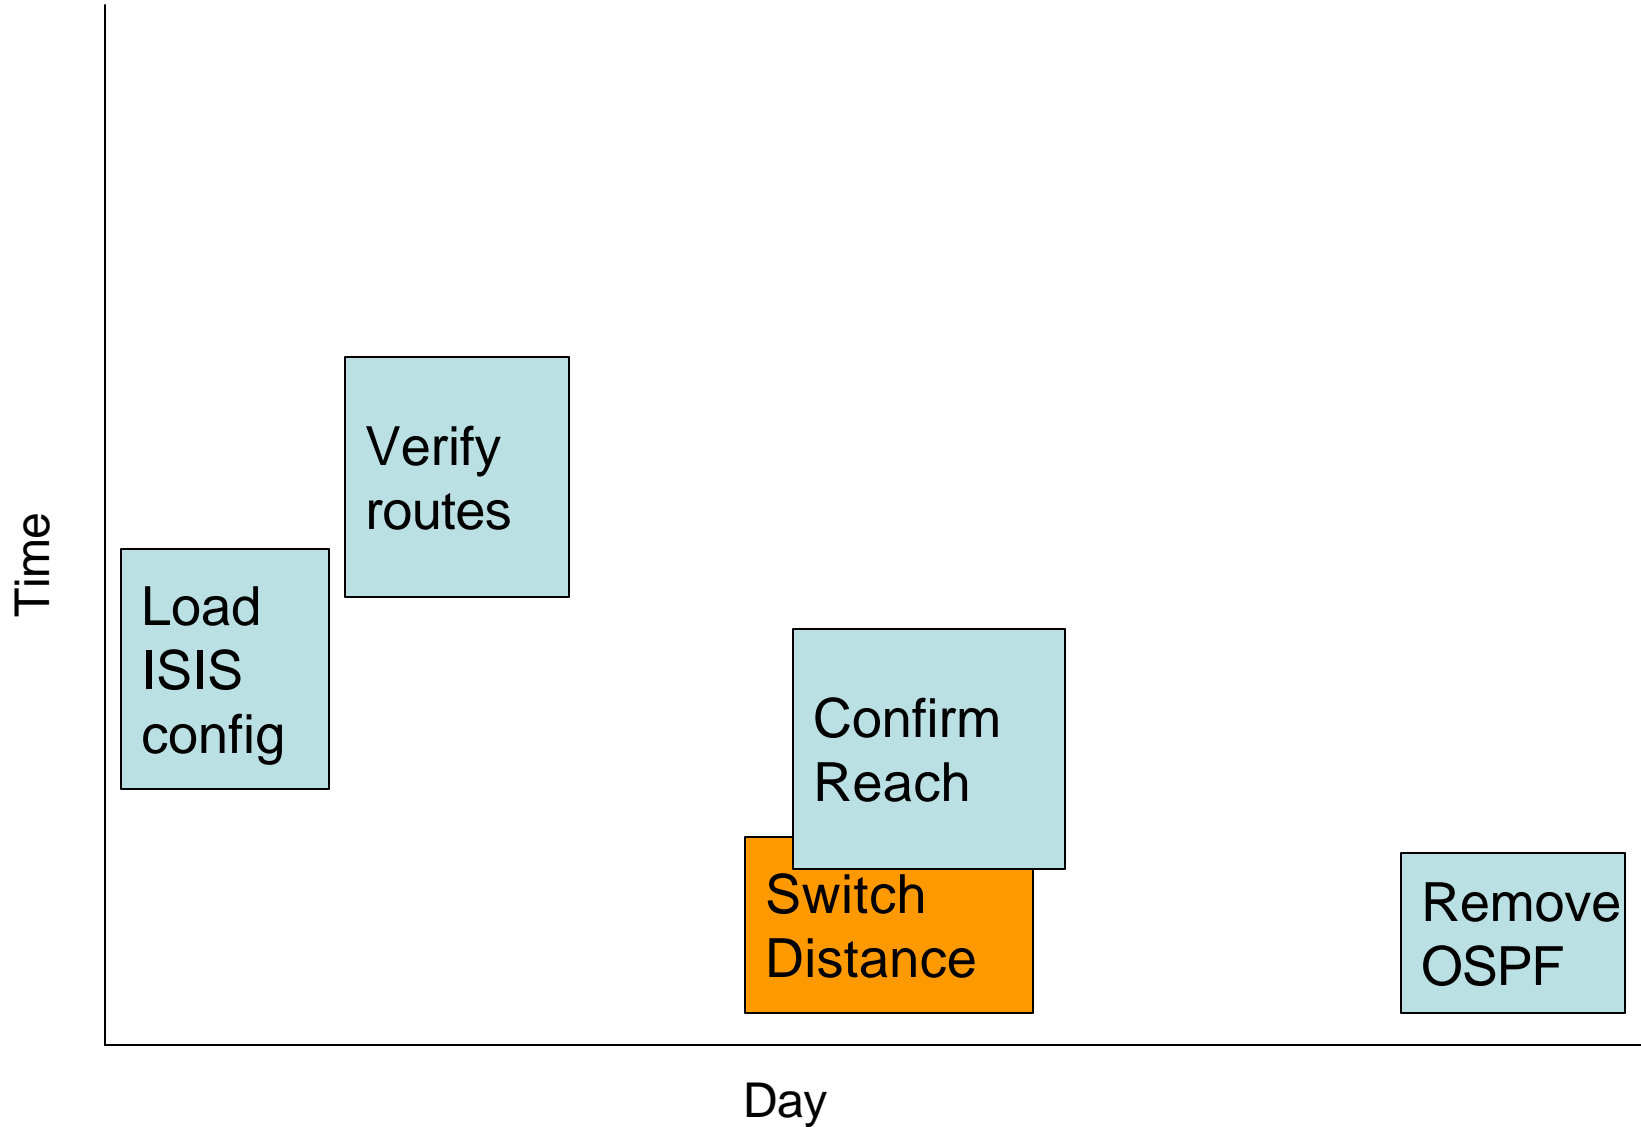 Time
Verify
routes
Load
ISIS
config
Confirm
Reach
Switch
Distance
Remove
OSPF
Day